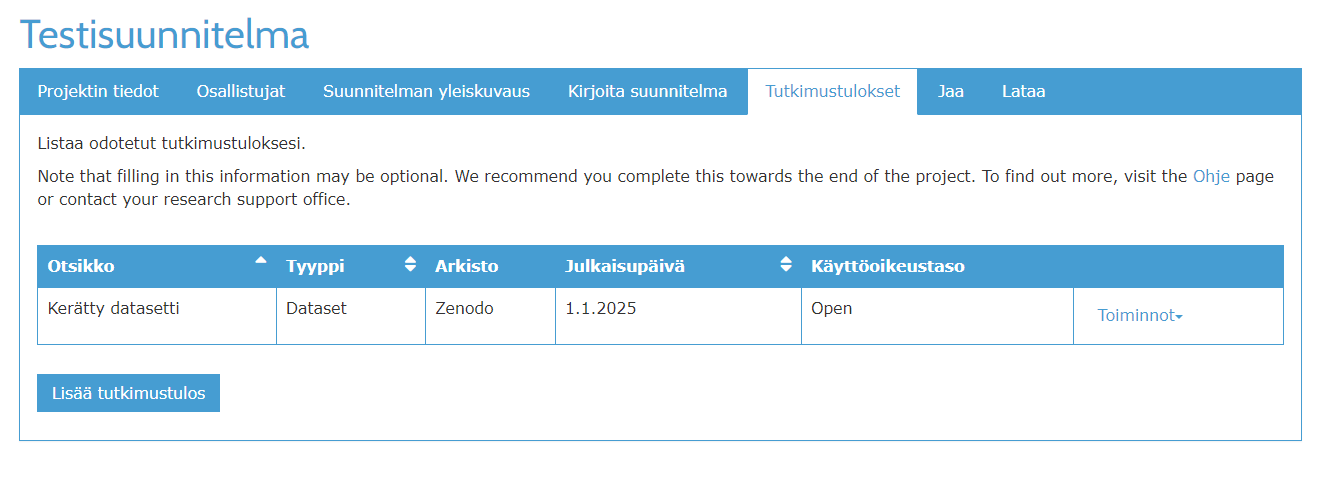 Testisuunnitelma
Projektin tiedot Osallistujat Suunnitelman yleiskuvaus Kirjoita suunnitelma Tutkimustulokset Jaa Lataa
Listaa odotetut tutkimustuloksesi.
Note that filling in this information may be optional. We recommend you complete this towards the end of the project. To find out more, visit the Ohje page
or contact your research support office.
Otsikko Tyyppi Arkisto Julkaisupäivä Käyttöoikeustaso
Kerätty datasetti Dataset Zenodo 1.1.2025 Open Toiminnot
Lisää tutkimustulos